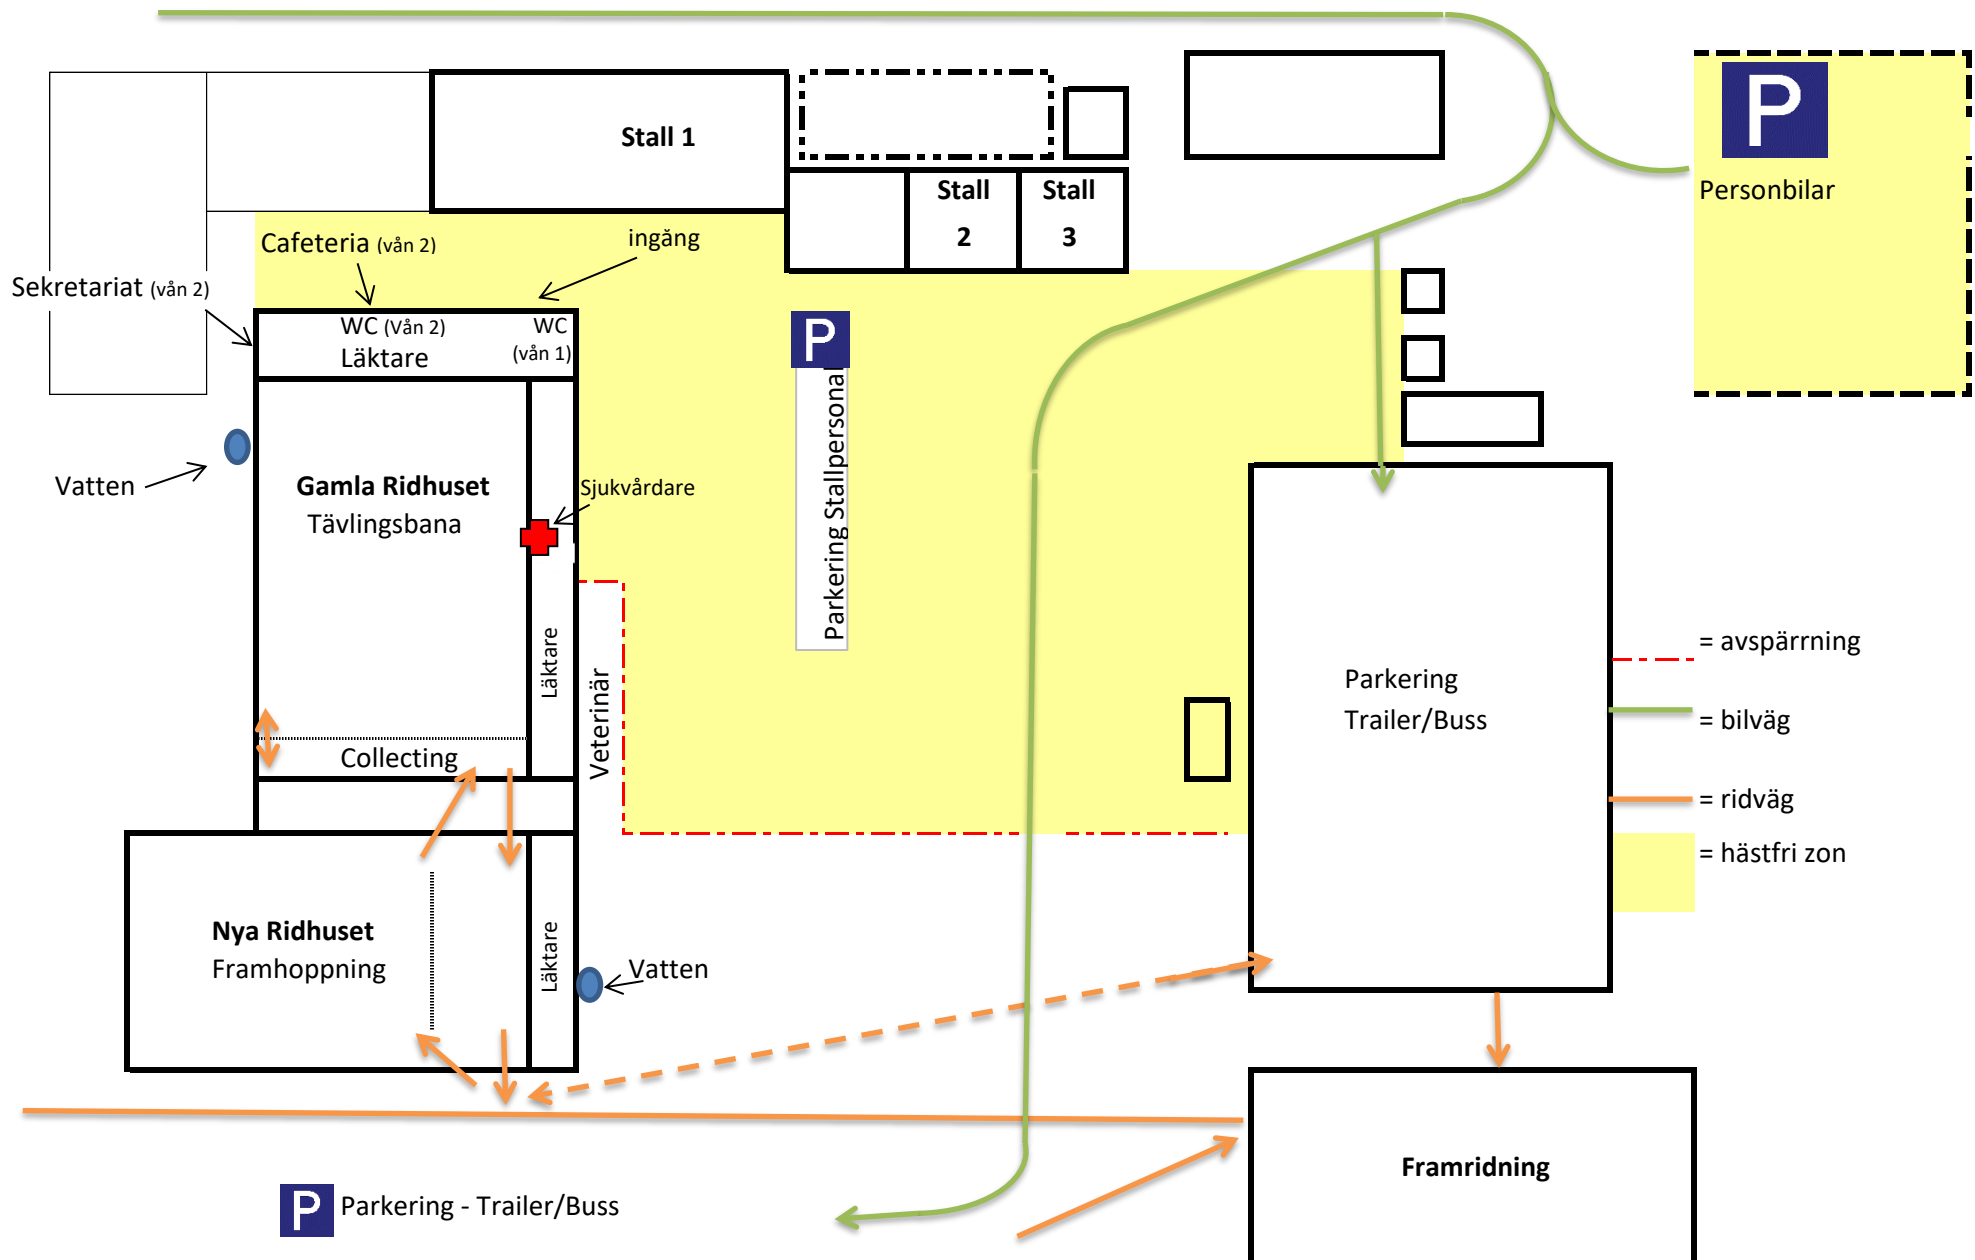 P
Personbilar
Stall 1
Stall
2
Stall
3
Cafeteria (vån 2)
ingång
Sekretariat (vån 2)
WC (Vån 2)
Läktare
WC
(vån 1)
P
Parkering Stallpersonal
Vatten
Gamla Ridhuset
Tävlingsbana
Sjukvårdare
Läktare
Veterinär
Collecting
Parkering
Trailer/Buss
= avspärrning
= bilväg
= ridväg
= hästfri zon
Nya Ridhuset
Framhoppning
Läktare
Vatten
Framridning
P Parkering - Trailer/Buss